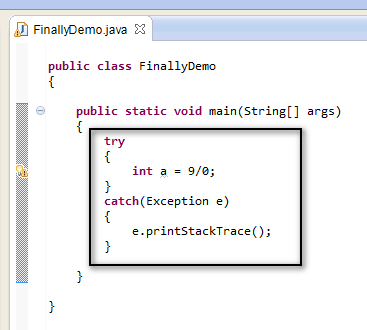 FinallyDemo.java
public class FinallyDemo
{
public static void main(String[] args)
{
try
{
int a = 9/0;
}
catch(Exception e)
{
e.printStackTrace();
}
}
}